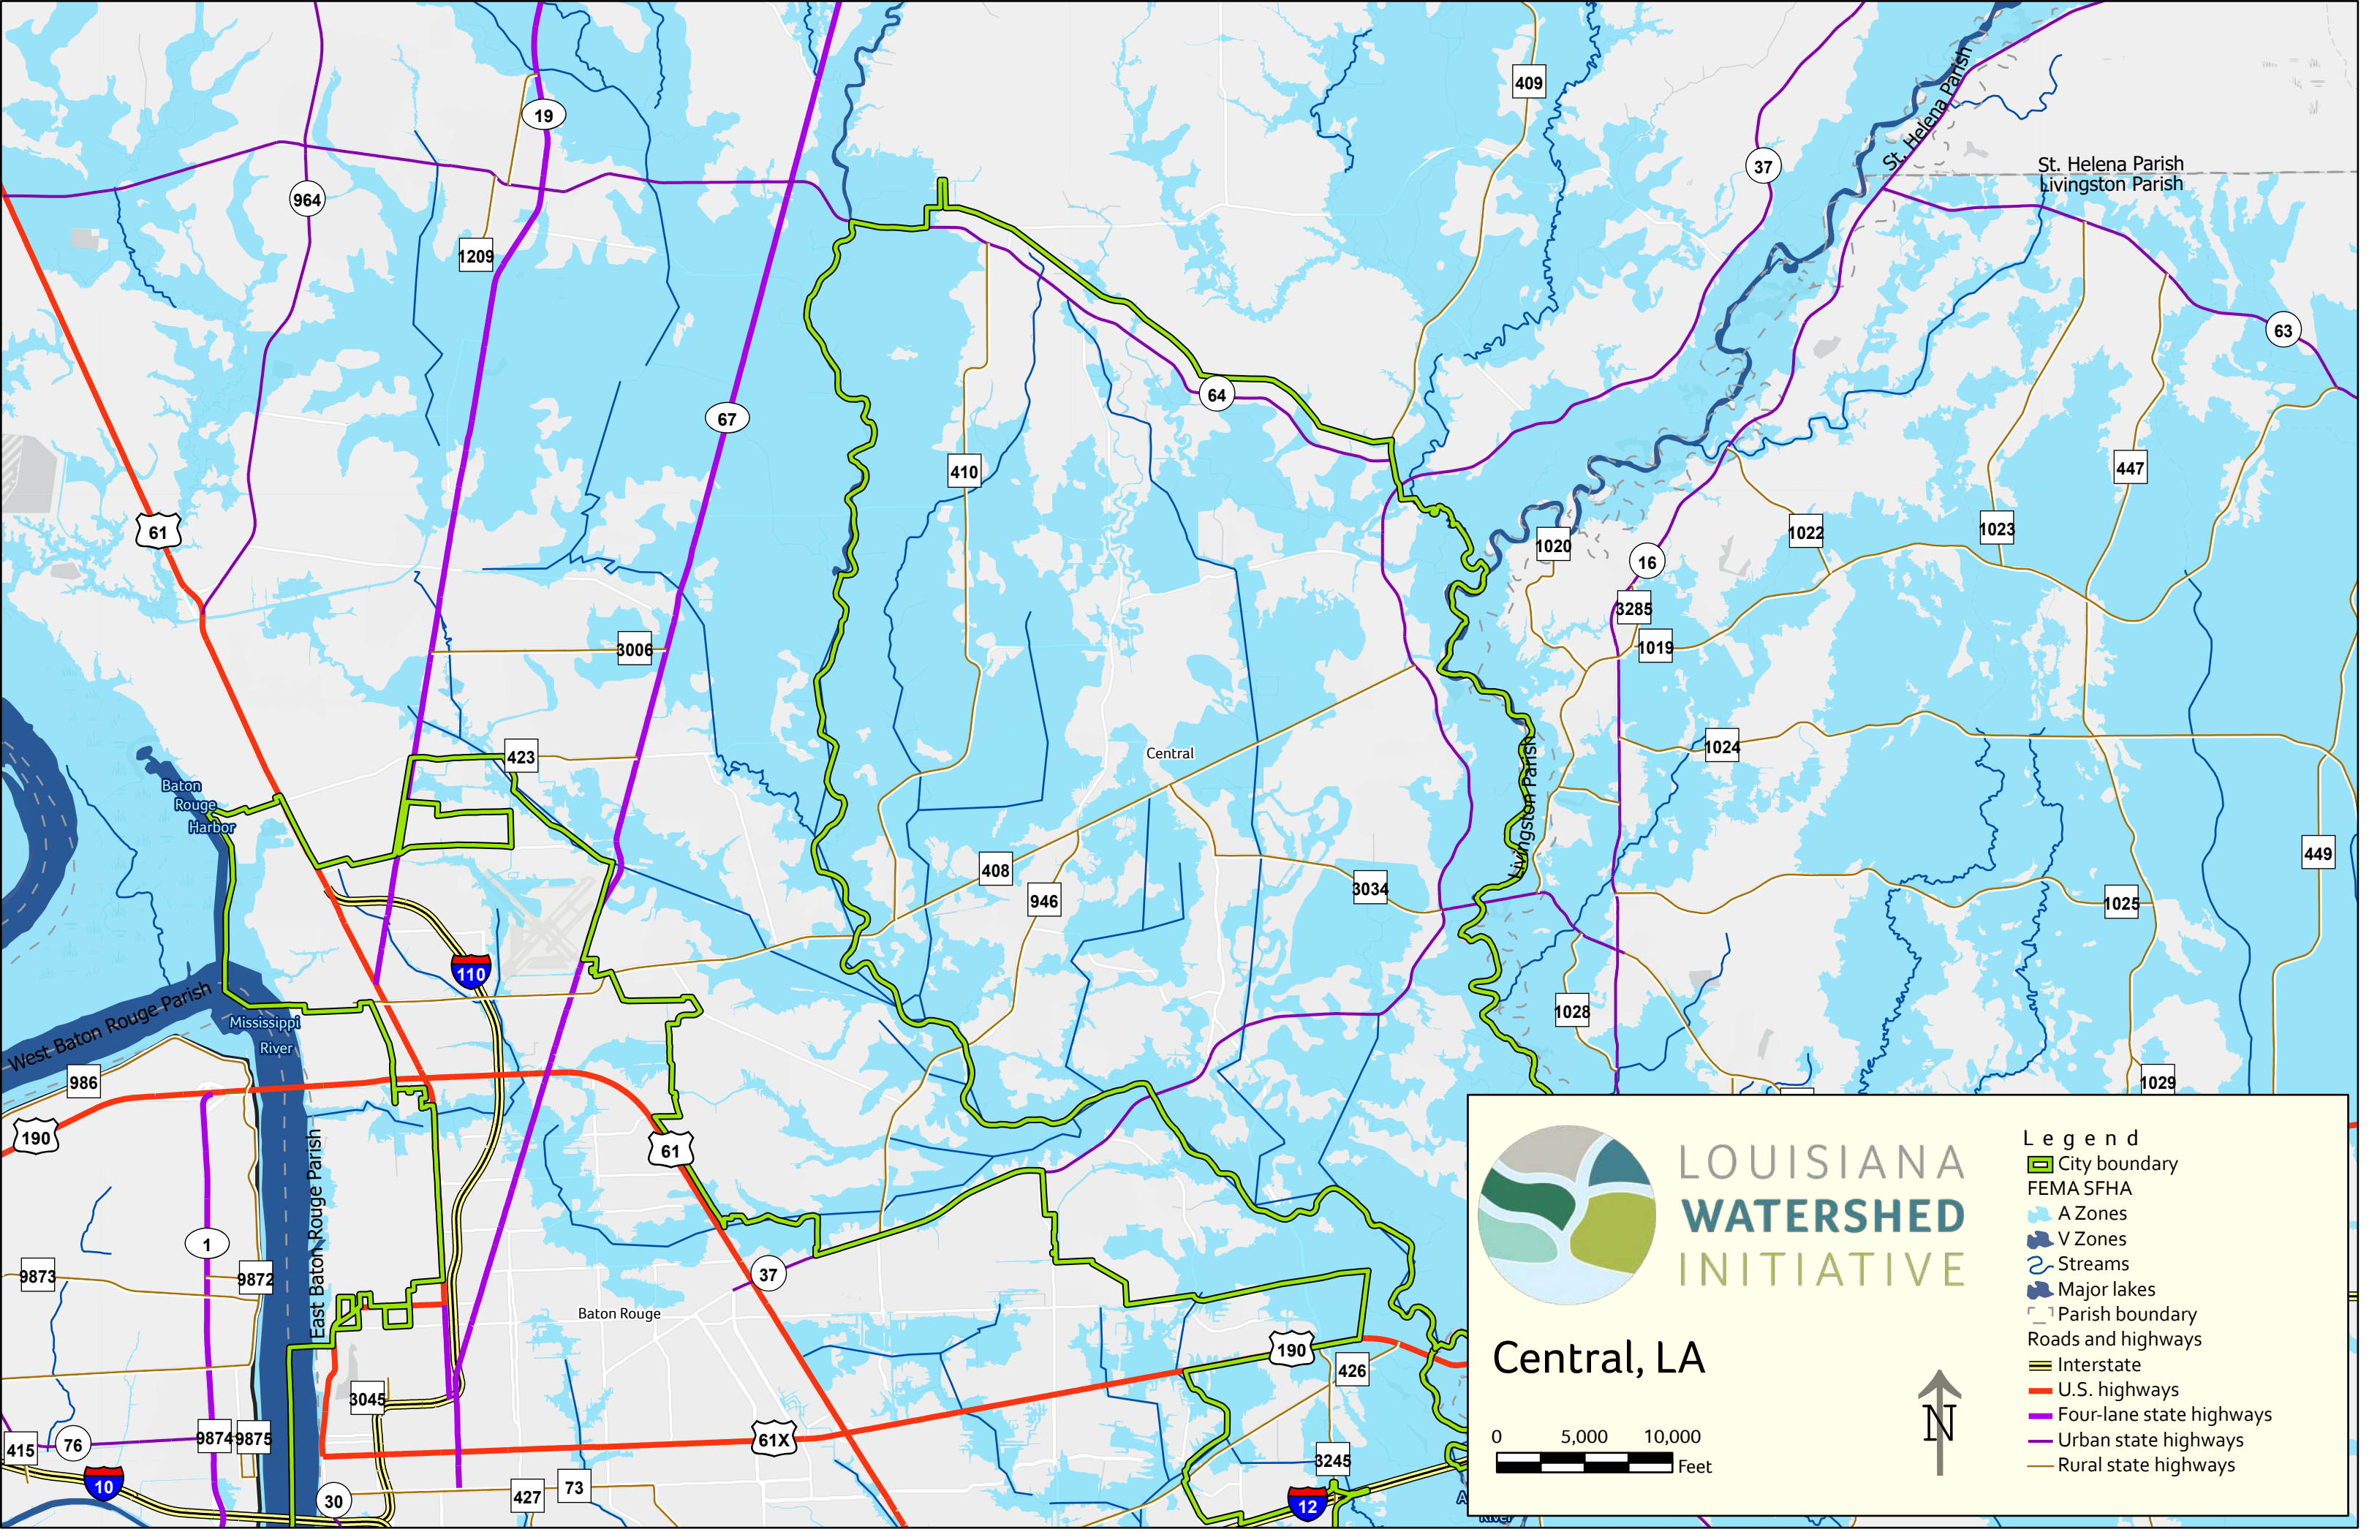 409
19
37
St. Helena Parish
St. Helena Parish
Livingston Parish
964
1209
63
67
64
410
447
61
1020
1022
1023
16
3285
1019
3006
423
Central
1024
Baton
Rouge
Harbor
Livingston Parish
408
946
3034
449
1025
110
West Baton Rouge Parish
Mississippi
River
1028
986
1029
190
61
East Baton Rouge Parish
1
37
9873
9872
Baton Rouge
190
426
3045
415
76
9874
9875
61X
3245
10
30
427
73
12
River
LOUISIANA
WATERSHED
INITIATIVE
Central, LA
0 5,000 10,000
Feet
N
Legend
City boundary
FEMA SFHA
A Zones
V Zones
Streams
Major lakes
Parish boundary
Roads and highways
Interstate
U.S. highways
Four-lane state highways
Urban state highways
Rural state highways